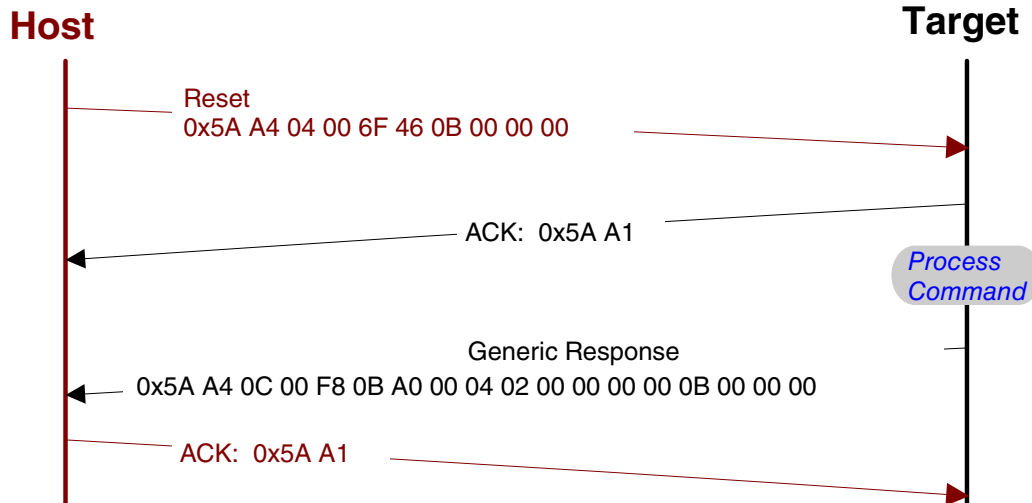 Host
Target
Reset
0x5A A4 04 00 6F 46 0B 00 00 00
ACK: 0x5A A1
Process
Command
Generic Response
0x5A A4 0C 00 F8 0B A0 00 04 02 00 00 00 00 0B 00 00 00
ACK: 0x5A A1